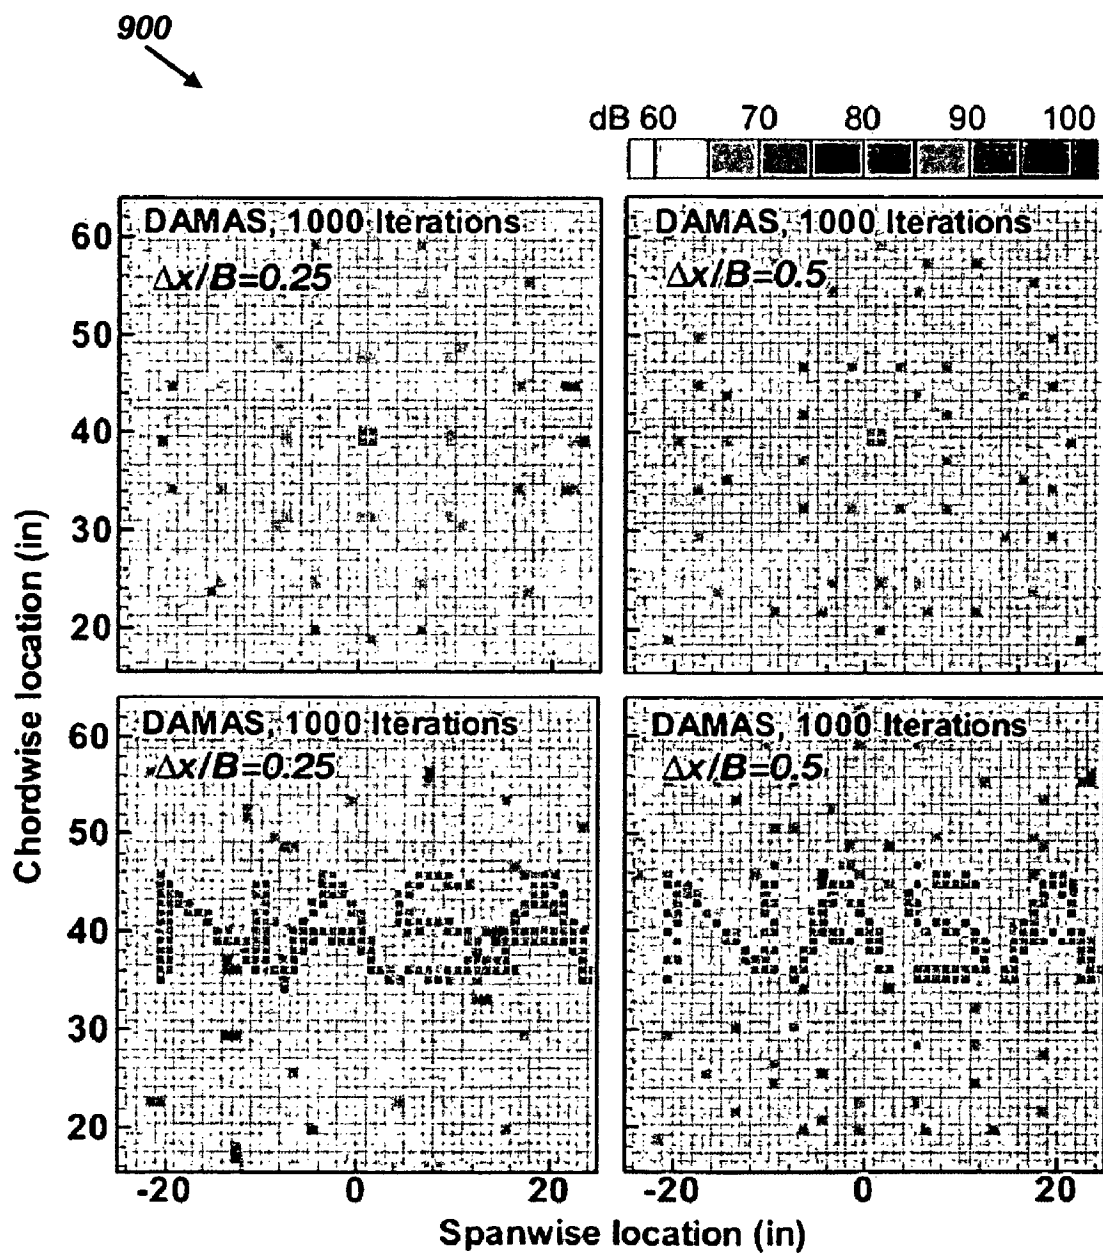 900
dB 60 70 80 90 100
DAMAS, 1000 Iterations
Δx/B=0.25
DAMAS, 1000 Iterations
Δx/B=0.5
60
50
40
30
20
DAMAS, 1000 Iterations
Δx/B=0.25
DAMAS, 1000 Iterations
Δx/B=0.5
60
50
40
30
20
Chordwise location (in)
-20 0 20
-20 0 20
Spanwise location (in)